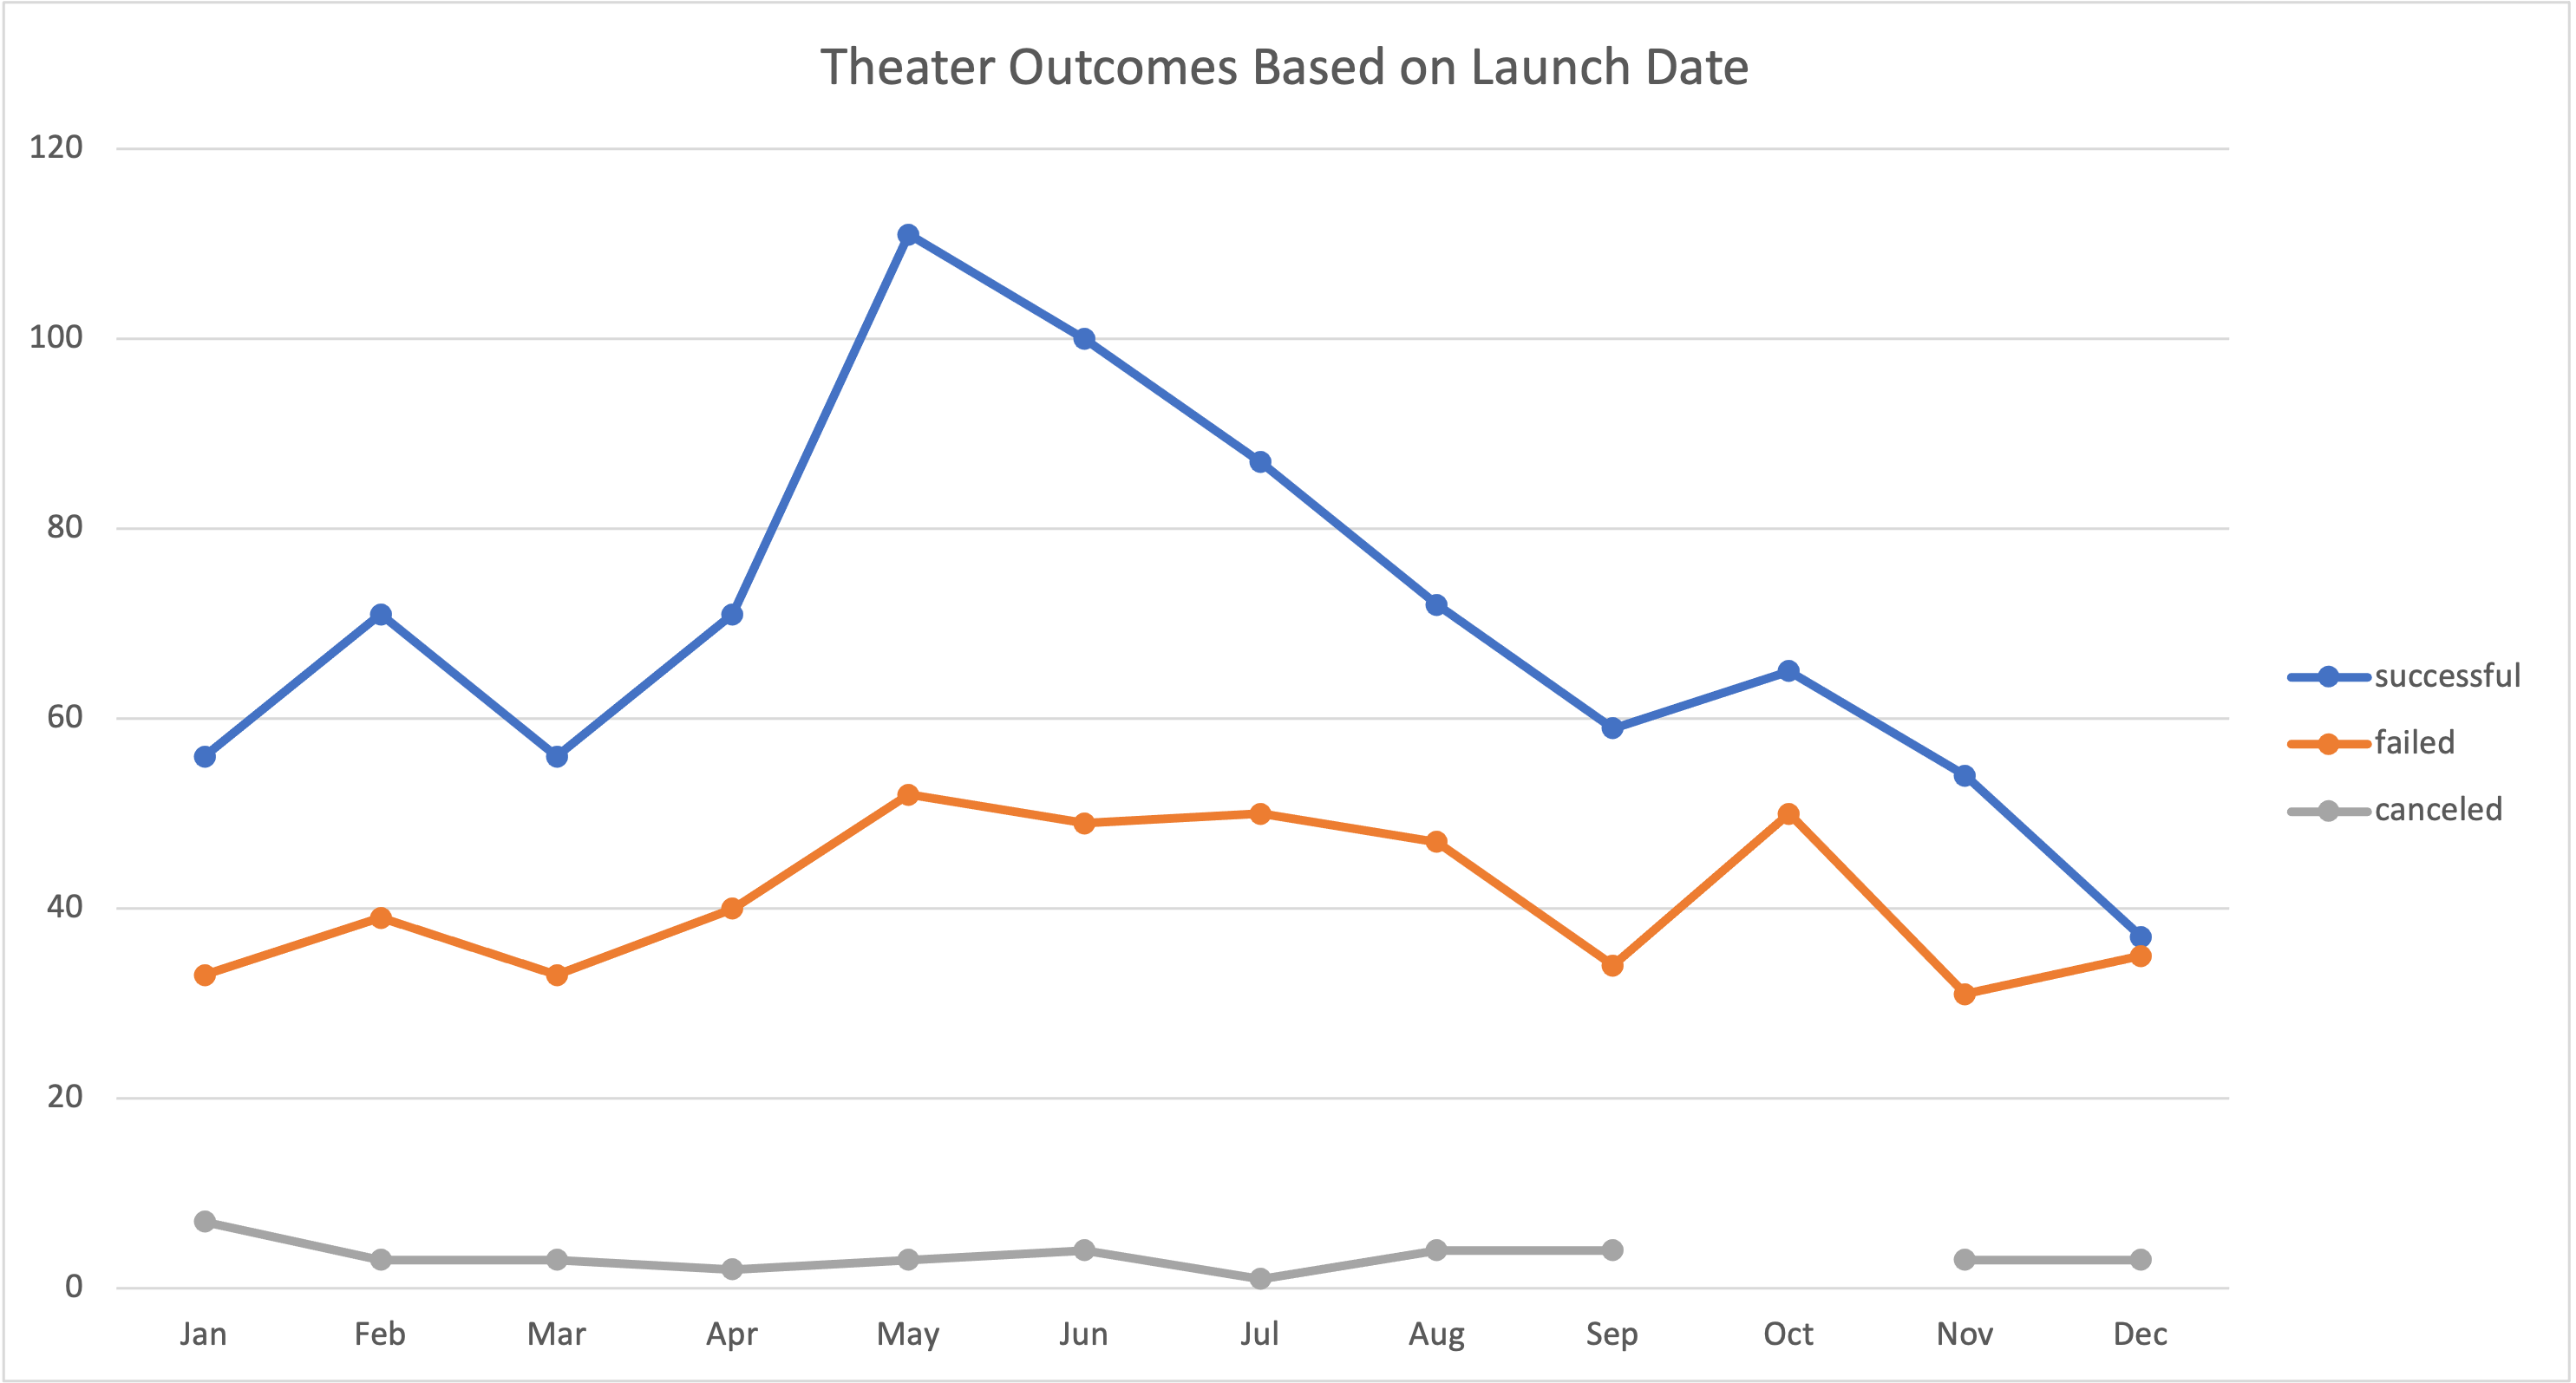 Theater Outcomes Based on Launch Date
120
100
80
60
40
20
0
Jan Feb Mar Apr May Jun Jul Aug Sep Oct Nov Dec
successful
failed
canceled